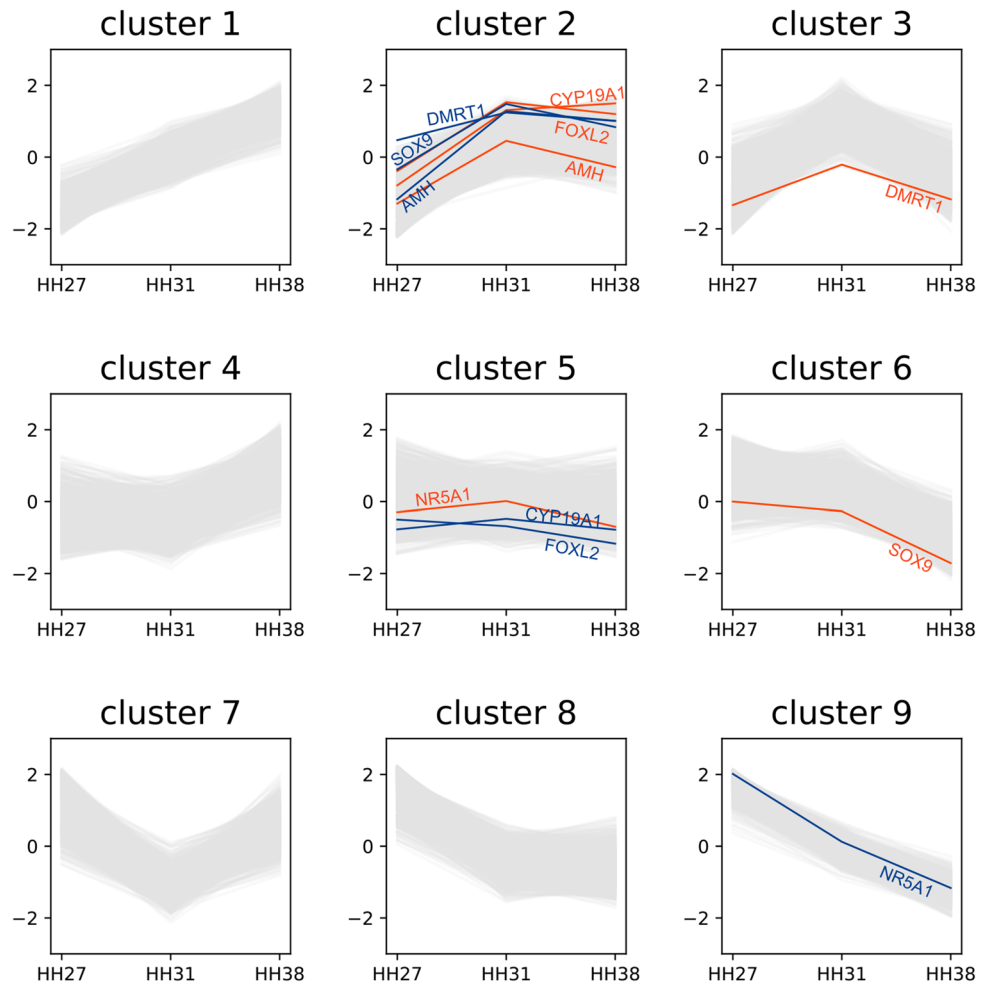 cluster 1
cluster 2
cluster 3
2
0
−2
HH27
HH31
HH38
2
0
−2
DMRT1
SOX9
AMH
CYP19A1
FOXL2
AMH
HH27
HH31
HH38
2
0
−2
DMRT1
HH27
HH31
HH38
cluster 4
cluster 5
cluster 6
2
0
−2
HH27
HH31
HH38
2
0
−2
NR5A1
CYP19A1
FOXL2
HH27
HH31
HH38
2
0
−2
SOX9
HH27
HH31
HH38
cluster 7
cluster 8
cluster 9
2
0
−2
HH27
HH31
HH38
2
0
−2
HH27
HH31
HH38
2
0
−2
NR5A1
HH27
HH31
HH38